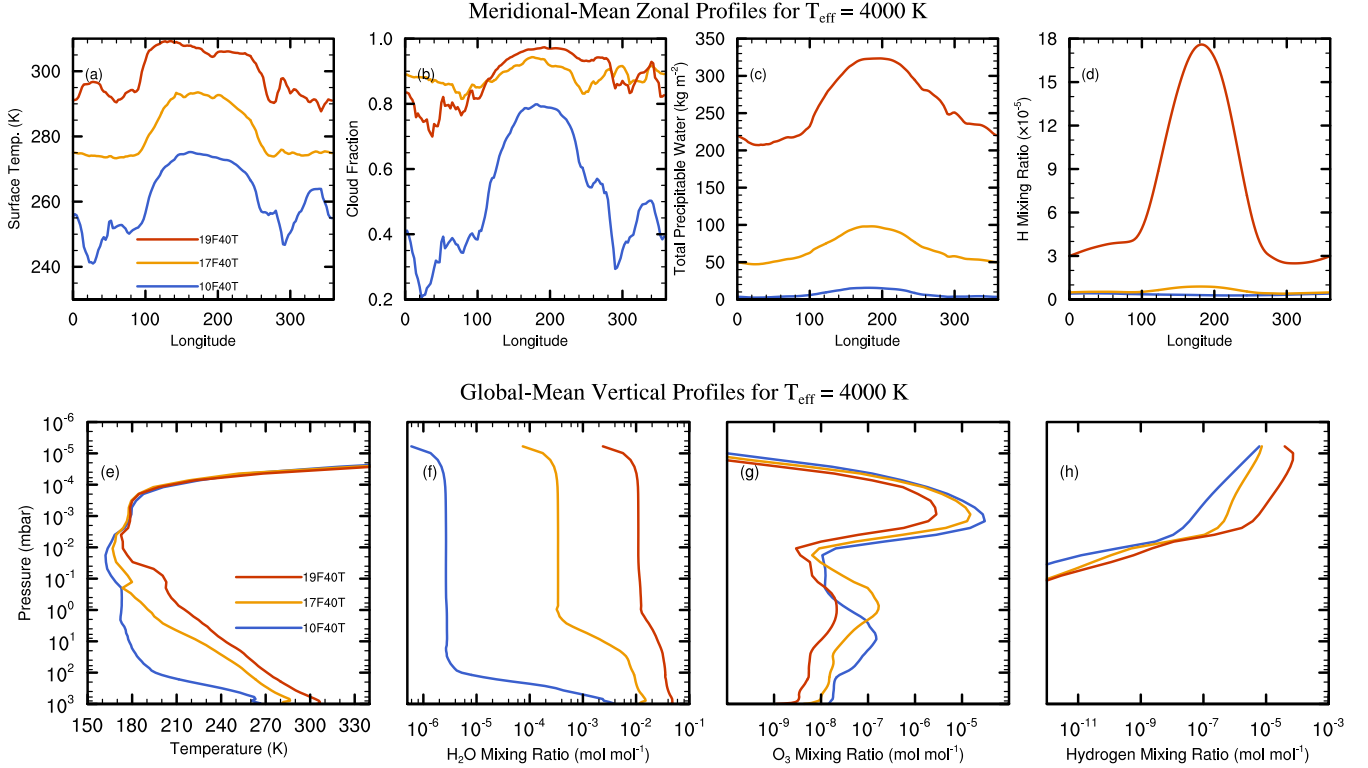 Meridional-Mean Zonal Profiles for T_eff = 4000 K
Surface Temp. (K)
300
280
260
240
(a)
19F40T
17F40T
10F40T
0 100 200 300
Longitude
Cloud Fraction
1.0
0.8
0.6
0.4
0.2
(b)
0 100 200 300
Longitude
Total Precipitable Water (kg m⁻²)
350
300
250
200
150
100
50
0
(c)
0 100 200 300
Longitude
H Mixing Ratio (×10⁻⁵)
18
15
12
9
6
3
0
(d)
0 100 200 300
Longitude
Global-Mean Vertical Profiles for T_eff = 4000 K
Pressure (mbar)
10⁻⁶
10⁻⁵
10⁻⁴
10⁻³
10⁻²
10⁻¹
10⁰
10¹
10²
10³
(e)
19F40T
17F40T
10F40T
150 180 210 240 270 300 330
Temperature (K)
(f)
10⁻⁶ 10⁻⁵ 10⁻⁴ 10⁻³ 10⁻² 10⁻¹
H₂O Mixing Ratio (mol mol⁻¹)
(g)
10⁻⁹ 10⁻⁸ 10⁻⁷ 10⁻⁶ 10⁻⁵
O₃ Mixing Ratio (mol mol⁻¹)
(h)
10⁻¹¹ 10⁻⁹ 10⁻⁷ 10⁻⁵ 10⁻³
Hydrogen Mixing Ratio (mol mol⁻¹)